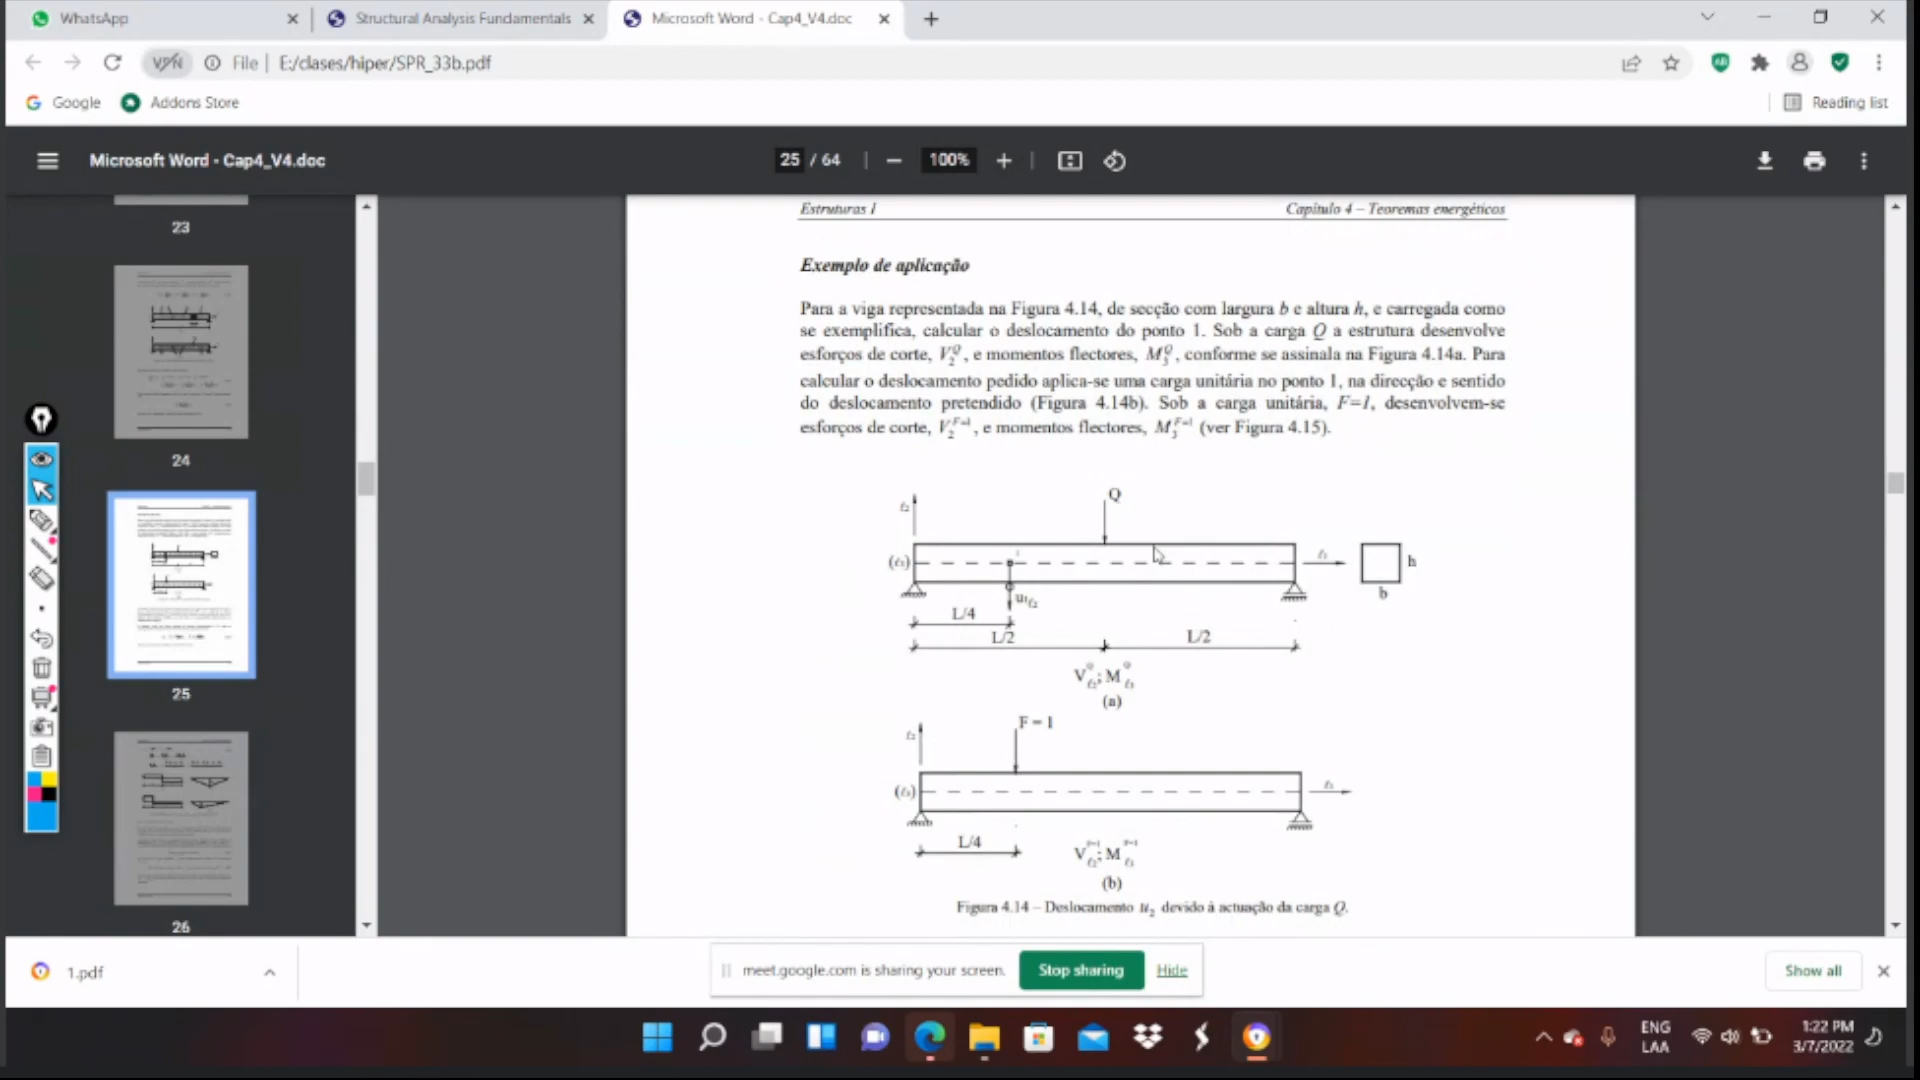 WhatsApp
Structural Analysis Fundamentals
Microsoft Word - Cap4_V4.doc
VPN
File | E:/clases/hiper/SPR_33b.pdf
Google
Addons Store
Reading list
Microsoft Word - Cap4_V4.doc
25 / 64
100%
23
24
25
26
Estruturas I
Capítulo 4 – Teoremas energéticos
Exemplo de aplicação
Para a viga representada na Figura 4.14, de secção com largura b e altura h, e carregada como
se exemplifica, calcular o deslocamento do ponto 1. Sob a carga Q a estrutura desenvolve
esforços de corte, V₂^Q, e momentos flectores, M₃^Q, conforme se assinala na Figura 4.14a. Para
calcular o deslocamento pedido aplica-se uma carga unitária no ponto 1, na direcção e sentido
do deslocamento pretendido (Figura 4.14b). Sob a carga unitária, F=1, desenvolvem-se
esforços de corte, V₂^F=1, e momentos flectores, M₃^F=1 (ver Figura 4.15).
Q
h
b
L/4
L/2
L/2
(a)
F = 1
L/4
(b)
Figura 4.14 – Deslocamento u₂ devido à actuação da carga Q.
1.pdf
meet.google.com is sharing your screen.
Stop sharing
Hide
Show all
ENG
LAA
1:22 PM
3/7/2022